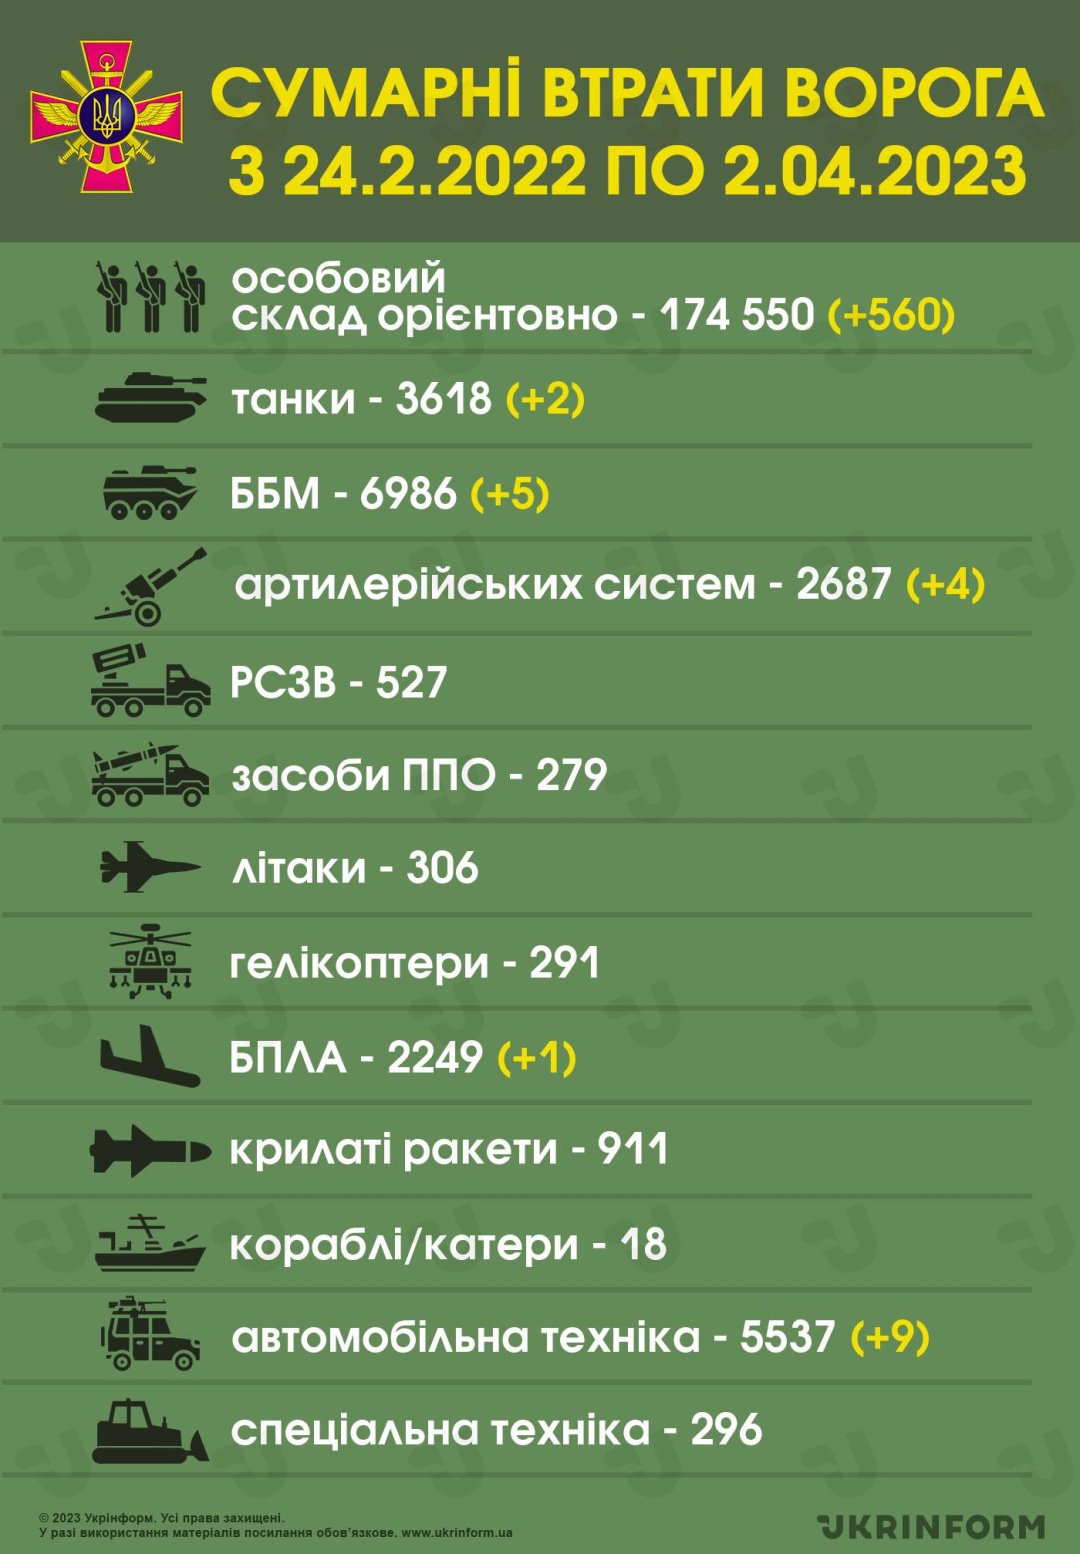 СУМАРНІ ВТРАТИ ВОРОГА
З 24.2.2022 ПО 2.04.2023
особовий
склад орієнтовно - 174 550 (+560)
танки - 3618 (+2)
ББМ - 6986 (+5)
артилерійських систем - 2687 (+4)
РСЗВ - 527
засоби ППО - 279
літаки - 306
гелікоптери - 291
БПЛА - 2249 (+1)
крилаті ракети - 911
кораблі/катери - 18
автомобільна техніка - 5537 (+9)
спеціальна техніка - 296
© 2023 Укрінформ. Усі права захищені.
У разі використання матеріалів посилання обов’язкове. www.ukrinform.ua
UKRINFORM